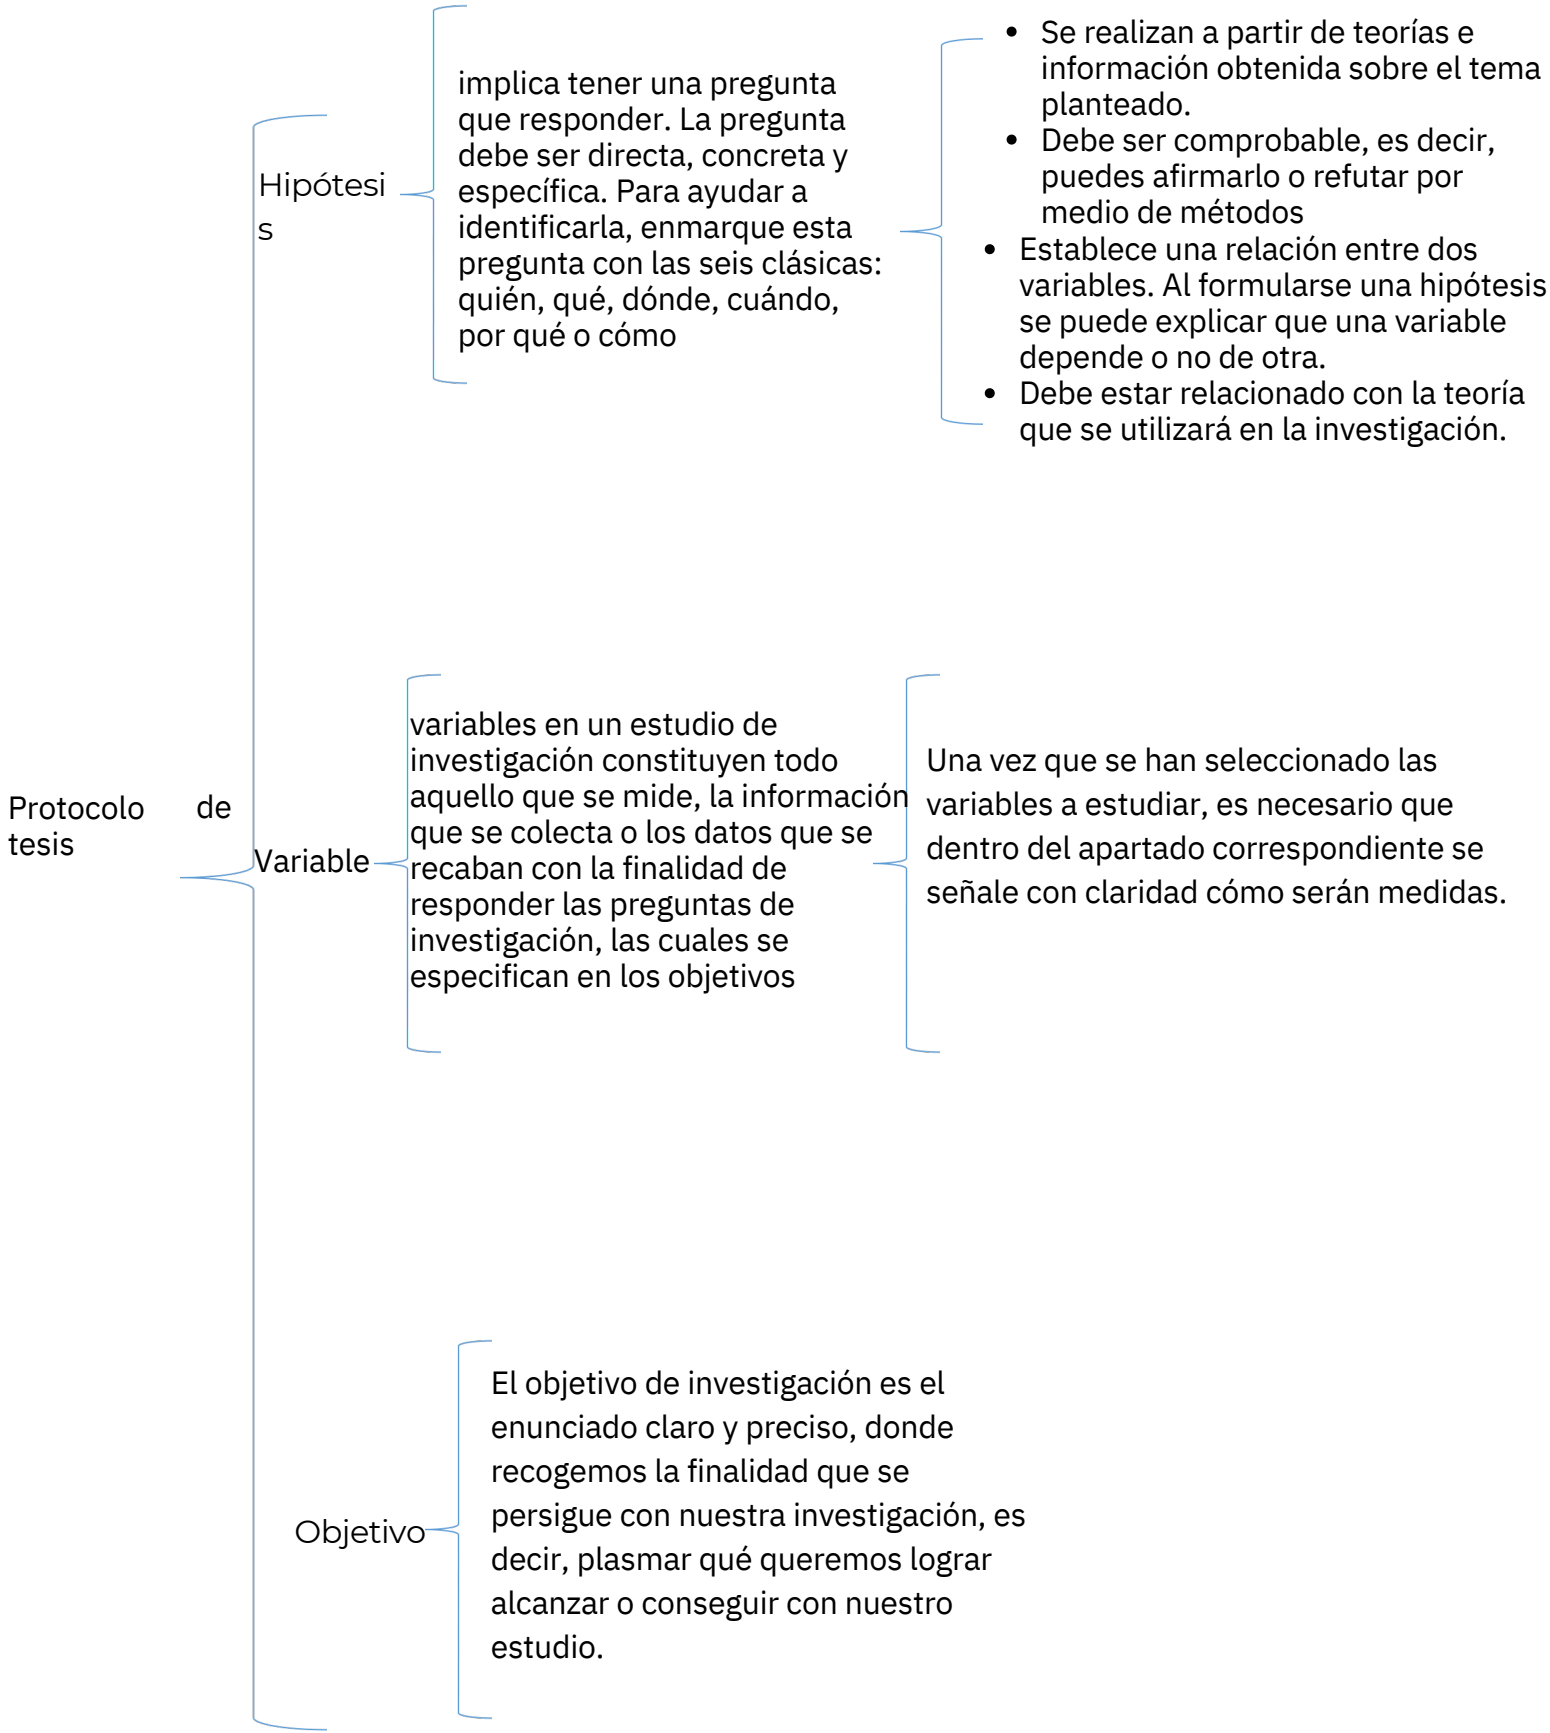 Protocolo de
tesis
Hipótesi
s
implica tener una pregunta
que responder. La pregunta
debe ser directa, concreta y
específica. Para ayudar a
identificarla, enmarque esta
pregunta con las seis clásicas:
quién, qué, dónde, cuándo,
por qué o cómo
• Se realizan a partir de teorías e
información obtenida sobre el tema
planteado.
• Debe ser comprobable, es decir,
puedes afirmarlo o refutar por
medio de métodos
• Establece una relación entre dos
variables. Al formularse una hipótesis
se puede explicar que una variable
depende o no de otra.
• Debe estar relacionado con la teoría
que se utilizará en la investigación.
Variable
variables en un estudio de
investigación constituyen todo
aquello que se mide, la información
que se colecta o los datos que se
recaban con la finalidad de
responder las preguntas de
investigación, las cuales se
especifican en los objetivos
Una vez que se han seleccionado las
variables a estudiar, es necesario que
dentro del apartado correspondiente se
señale con claridad cómo serán medidas.
Objetivo
El objetivo de investigación es el
enunciado claro y preciso, donde
recogemos la finalidad que se
persigue con nuestra investigación, es
decir, plasmar qué queremos lograr
alcanzar o conseguir con nuestro
estudio.